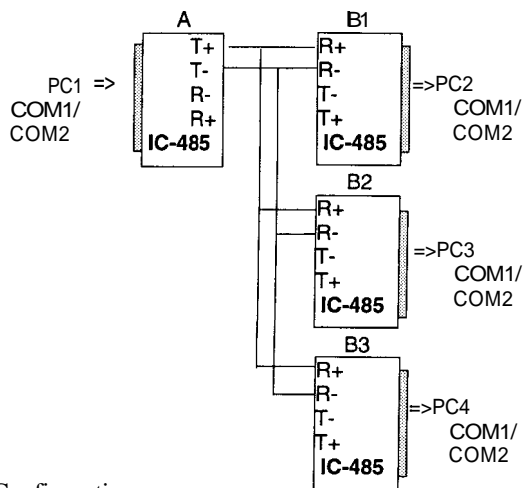 A
T+
T-
R-
R+
IC-485
PC1 =>
COM1/
COM2
B1
R+
R-
T-
T+
IC-485
=>PC2
COM1/
COM2
B2
R+
R-
T-
T+
IC-485
=>PC3
COM1/
COM2
B3
R+
R-
T-
T+
IC-485
=>PC4
COM1/
COM2